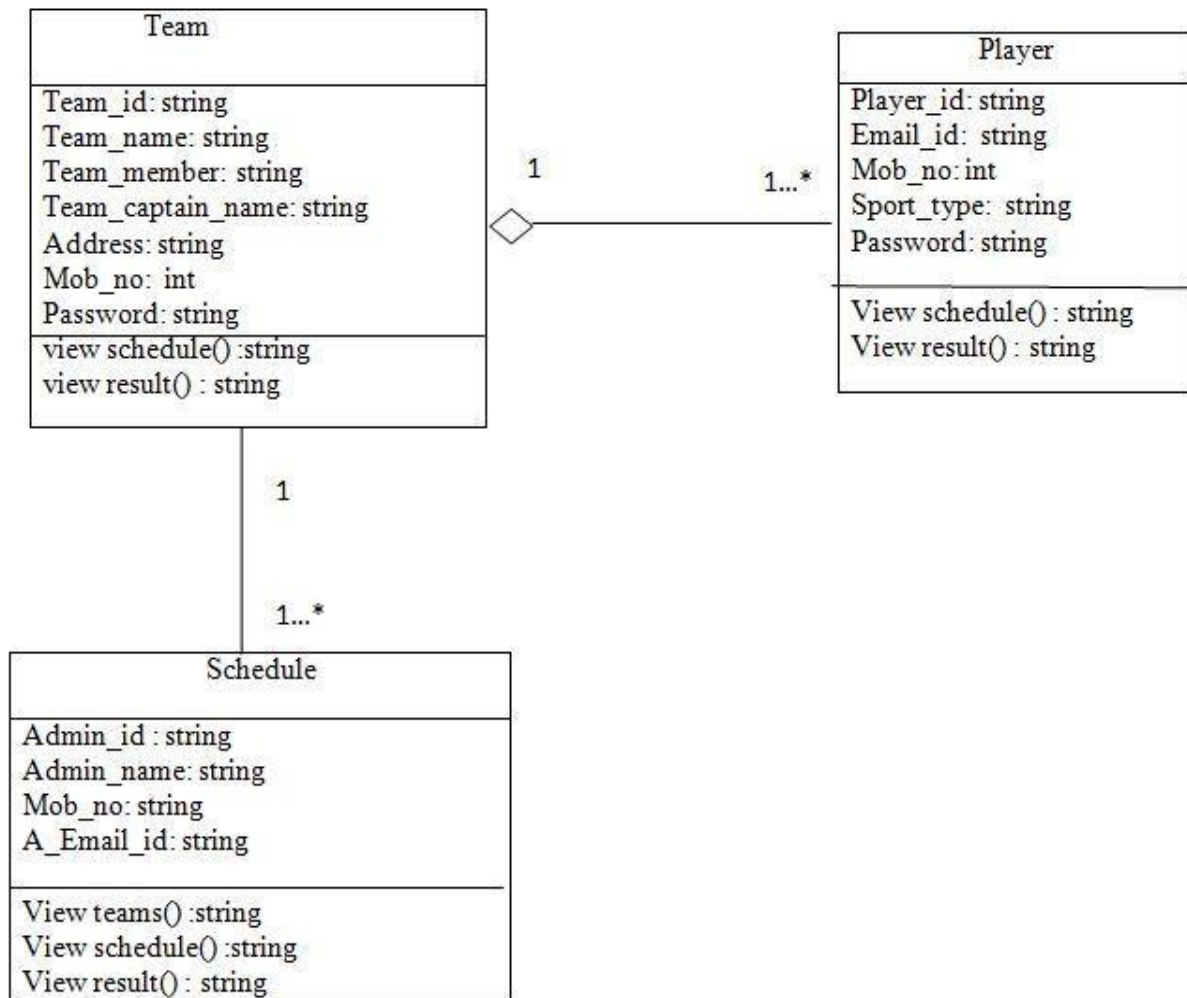 Team
Team_id: string
Team_name: string
Team_member: string
Team_captain_name: string
Address: string
Mob_no: int
Password: string
view schedule() :string
view result() : string
1
1...*
Player
Player_id: string
Email_id: string
Mob_no: int
Sport_type: string
Password: string
View schedule() : string
View result() : string
1
1...*
Schedule
Admin_id : string
Admin_name: string
Mob_no: string
A_Email_id: string
View teams() :string
View schedule() :string
View result() : string